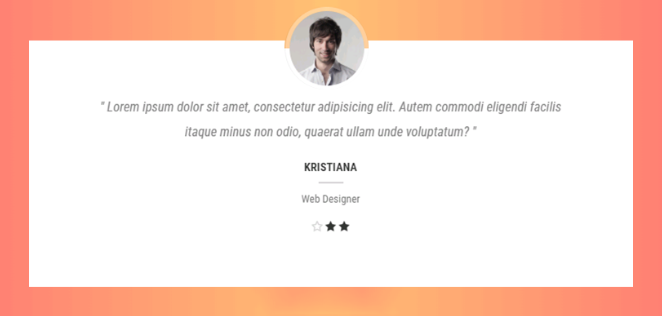 " Lorem ipsum dolor sit amet, consectetur adipisicing elit. Autem commodi eligendi facilis
itaque minus non odio, quaerat ullam unde voluptatum? "
KRISTIANA
Web Designer